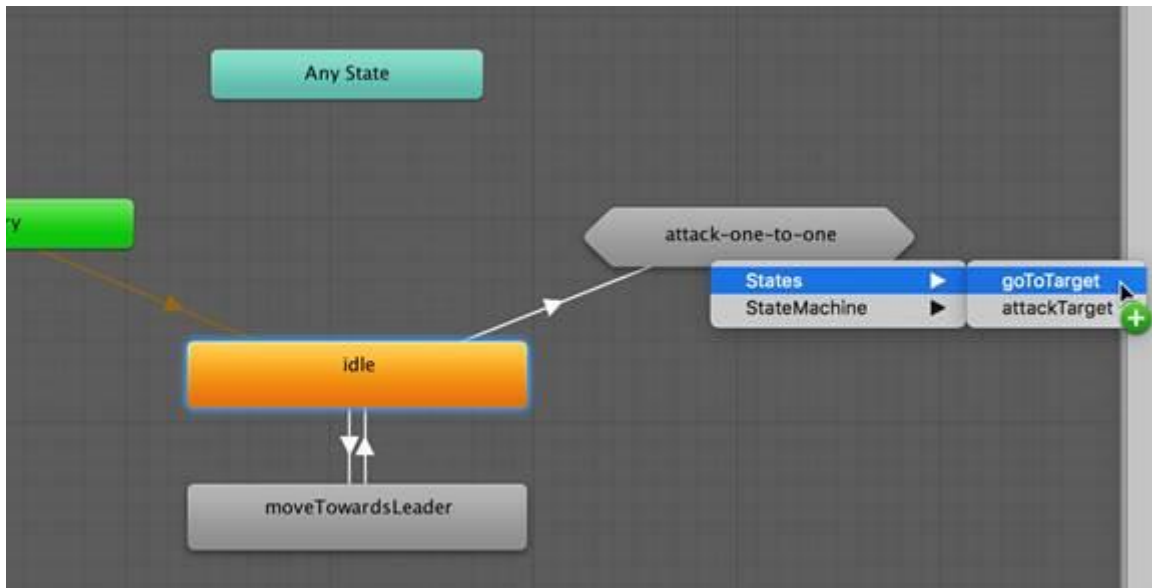 Any State
ry
attack-one-to-one
States
goToTarget
StateMachine
attackTarget
idle
moveTowardsLeader